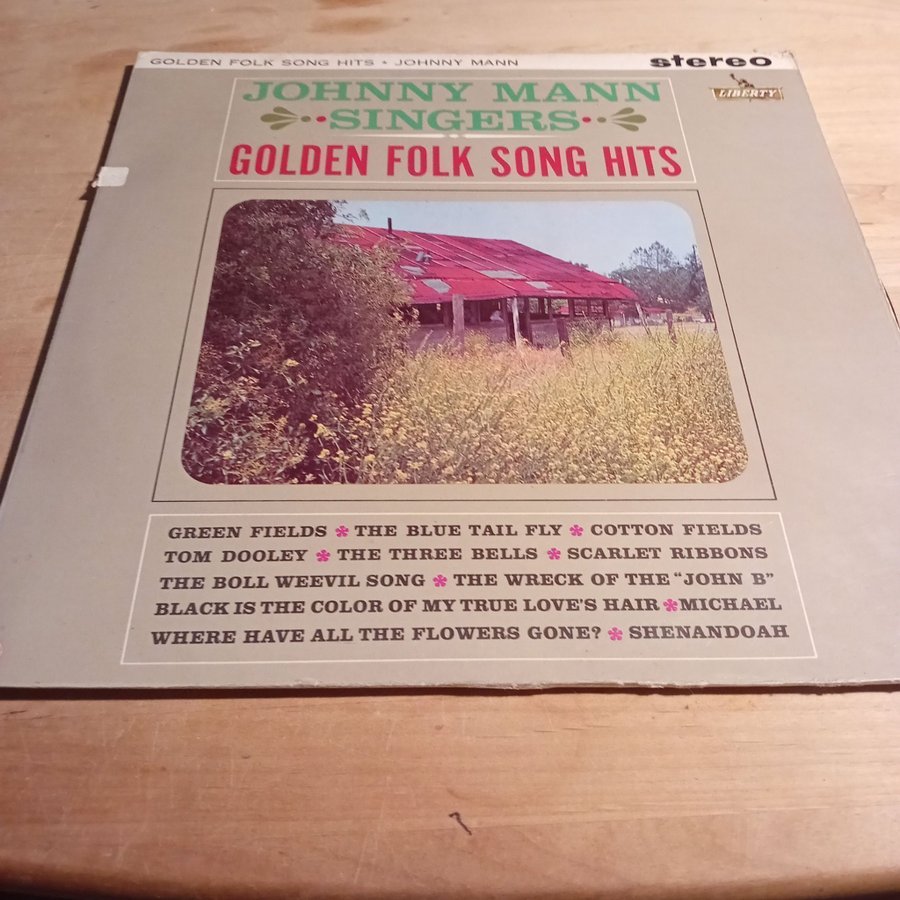 GOLDEN FOLK SONG HITS • JOHNNY MANN
stereo
LIBERTY
JOHNNY MANN
SINGERS
GOLDEN FOLK SONG HITS
GREEN FIELDS * THE BLUE TAIL FLY * COTTON FIELDS
TOM DOOLEY * THE THREE BELLS * SCARLET RIBBONS
THE BOLL WEEVIL SONG * THE WRECK OF THE "JOHN B"
BLACK IS THE COLOR OF MY TRUE LOVE'S HAIR * MICHAEL
WHERE HAVE ALL THE FLOWERS GONE? * SHENANDOAH